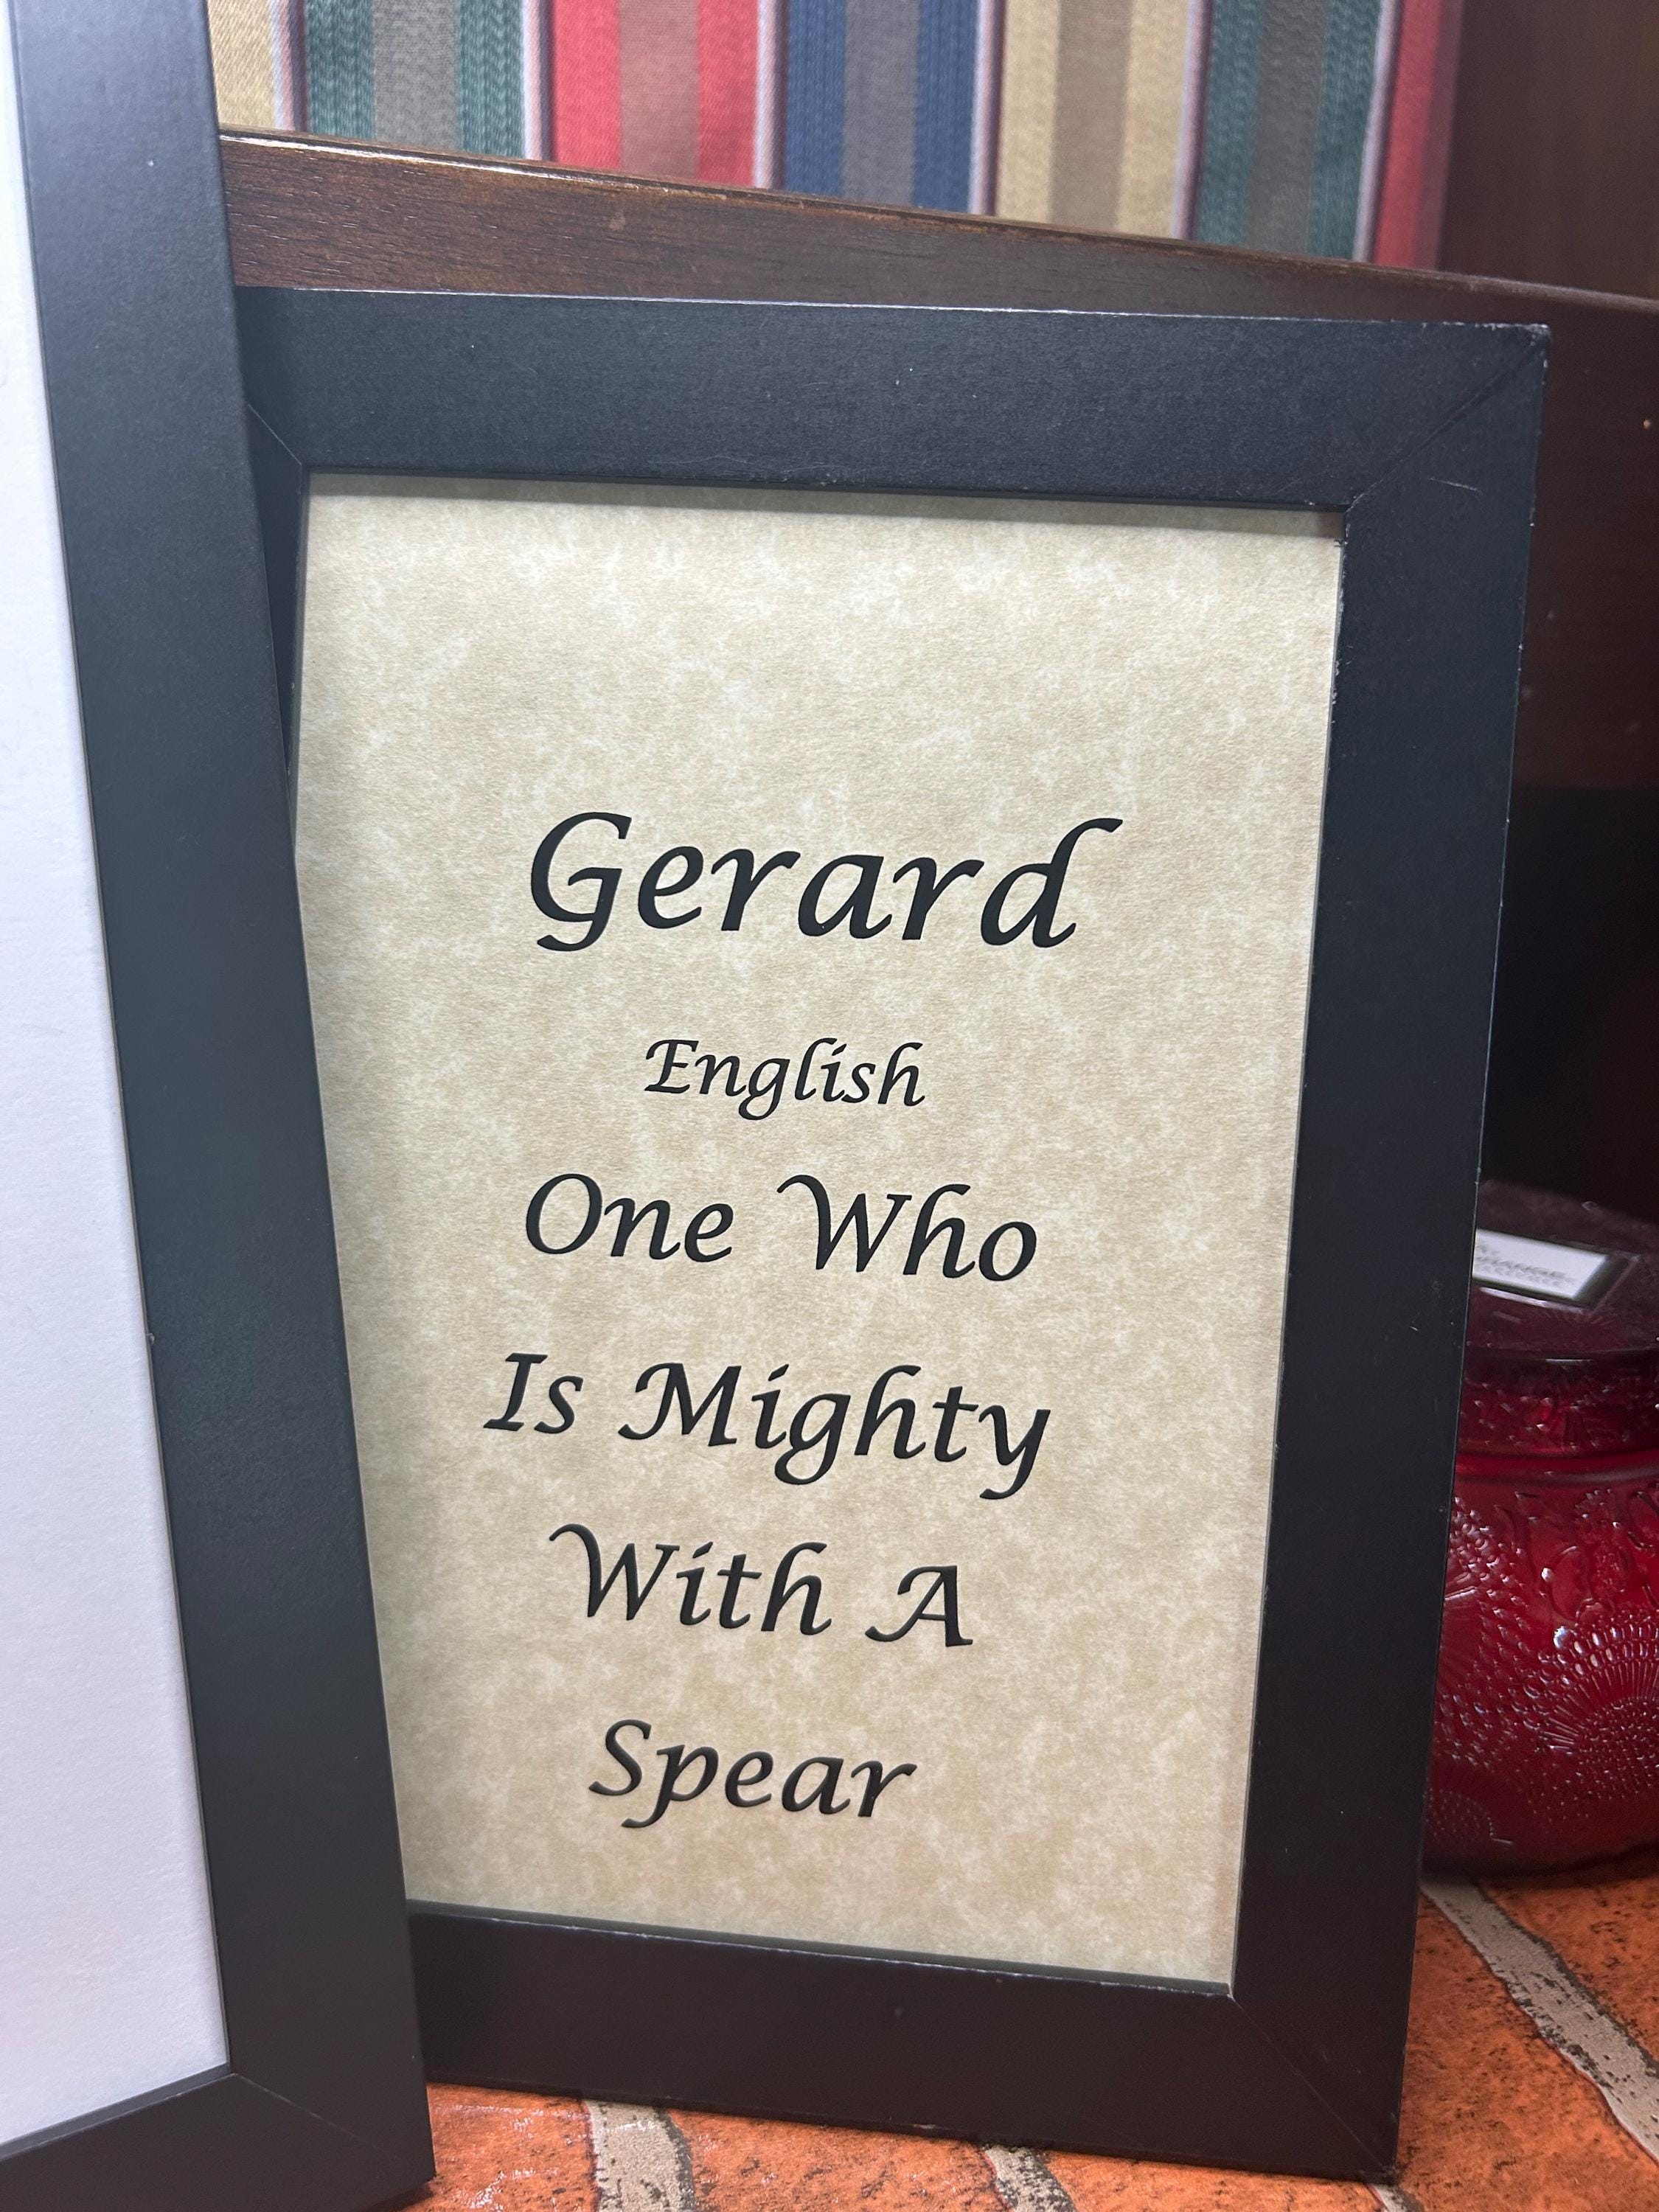 Gerard
English
One Who
Is Mighty
With A
Spear